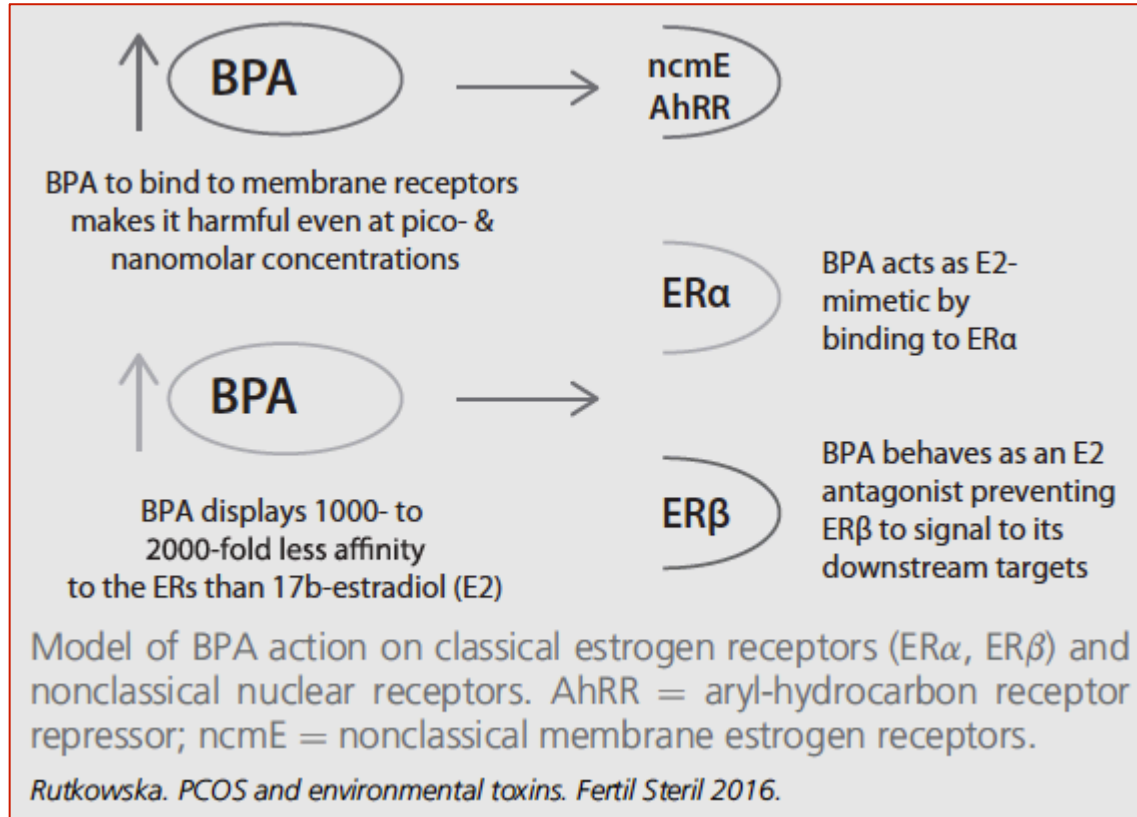 BPA
ncmE
AhRR
BPA to bind to membrane receptors
makes it harmful even at pico- &
nanomolar concentrations
ERα
BPA acts as E2-
mimetic by
binding to ERα
BPA
BPA displays 1000- to
2000-fold less affinity
to the ERs than 17b-estradiol (E2)
ERβ
BPA behaves as an E2
antagonist preventing
ERβ to signal to its
downstream targets
Model of BPA action on classical estrogen receptors (ERα, ERβ) and
nonclassical nuclear receptors. AhRR = aryl-hydrocarbon receptor
repressor; ncmE = nonclassical membrane estrogen receptors.
Rutkowska. PCOS and environmental toxins. Fertil Steril 2016.